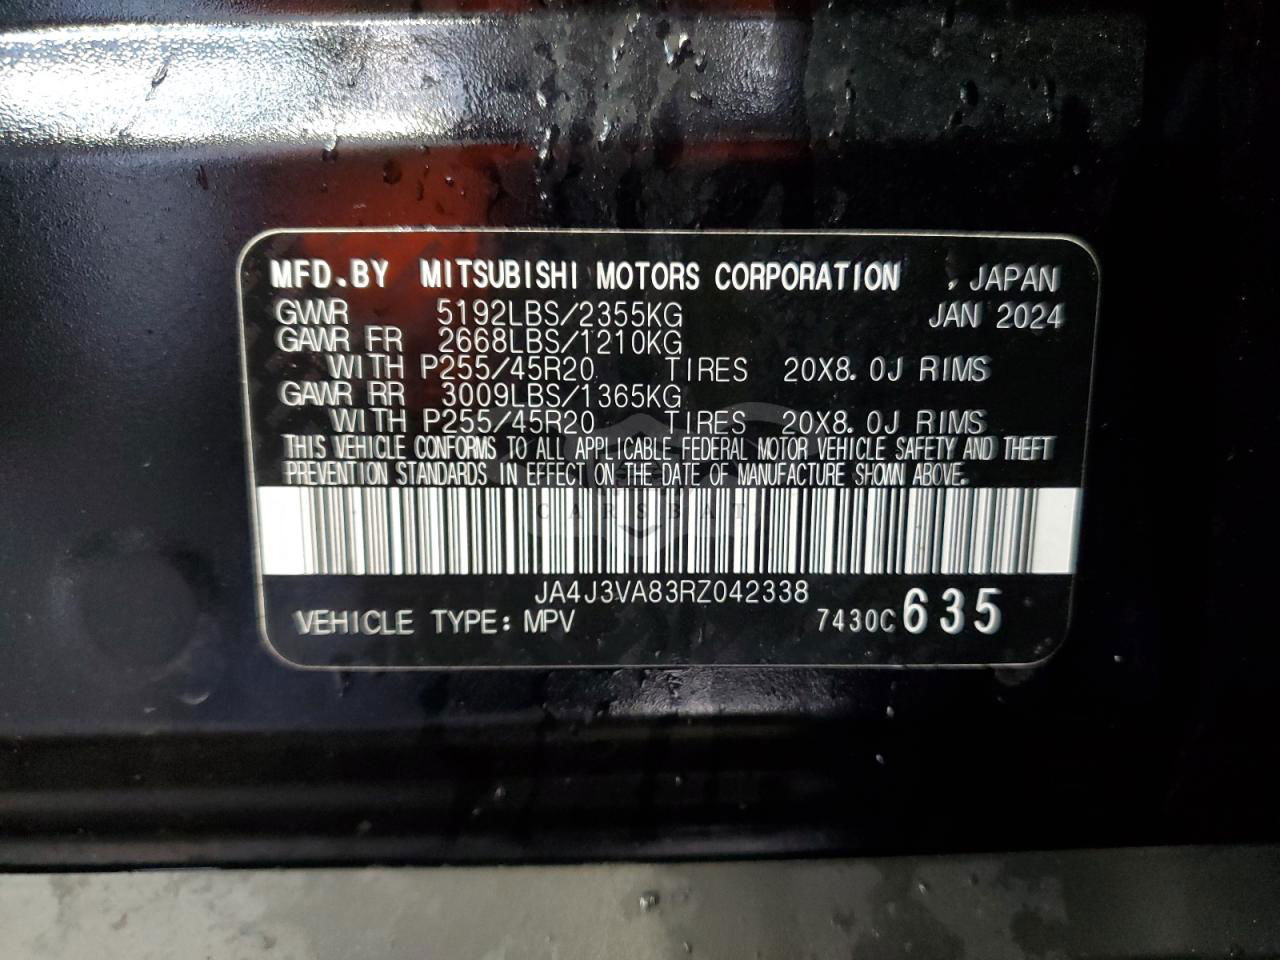 MFD.BY MITSUBISHI MOTORS CORPORATION , JAPAN
GVWR 5192LBS/2355KG JAN 2024
GAWR FR 2668LBS/1210KG
WITH P255/45R20 TIRES 20X8.0J RIMS
GAWR RR 3009LBS/1365KG
WITH P255/45R20 TIRES 20X8.0J RIMS
THIS VEHICLE CONFORMS TO ALL APPLICABLE FEDERAL MOTOR VEHICLE SAFETY AND THEFT
PREVENTION STANDARDS IN EFFECT ON THE DATE OF MANUFACTURE SHOWN ABOVE.
CARSBAT
JA4J3VA83RZ042338
VEHICLE TYPE: MPV 7430C 635